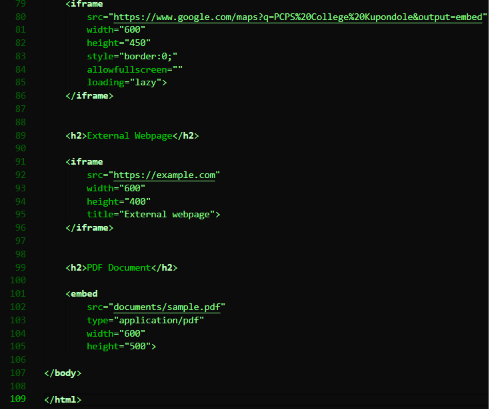 79 <iframe
80 src="https://www.google.com/maps?q=PCPS%20College%20Kupondole&output=embed"
81 width="600"
82 height="450"
83 style="border:0;"
84 allowfullscreen=""
85 loading="lazy">
86 </iframe>
87
88
89 <h2>External Webpage</h2>
90
91 <iframe
92 src="https://example.com"
93 width="600"
94 height="400"
95 title="External webpage">
96 </iframe>
97
98
99 <h2>PDF Document</h2>
100
101 <embed
102 src="documents/sample.pdf"
103 type="application/pdf"
104 width="600"
105 height="500">
106
107 </body>
108
109 </html>